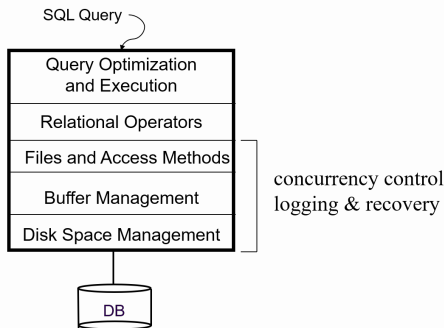 SQL Query
Query Optimization
and Execution
Relational Operators
Files and Access Methods
Buffer Management
Disk Space Management
concurrency control
logging & recovery
DB